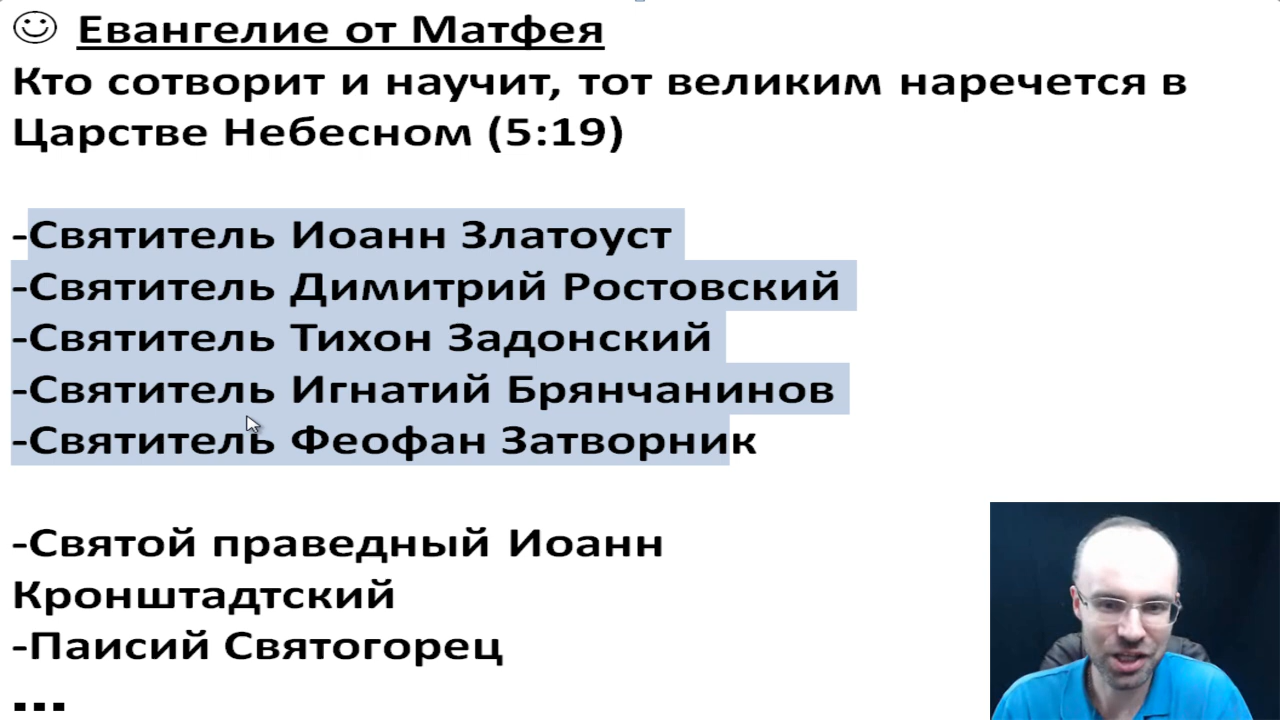 Евангелие от Матфея
Кто сотворит и научит, тот великим наречется в
Царстве Небесном (5:19)
-Святитель Иоанн Златоуст
-Святитель Димитрий Ростовский
-Святитель Тихон Задонский
-Святитель Игнатий Брянчанинов
-Святитель Феофан Затворник
-Святой праведный Иоанн
Кронштадтский
-Паисий Святогорец
...